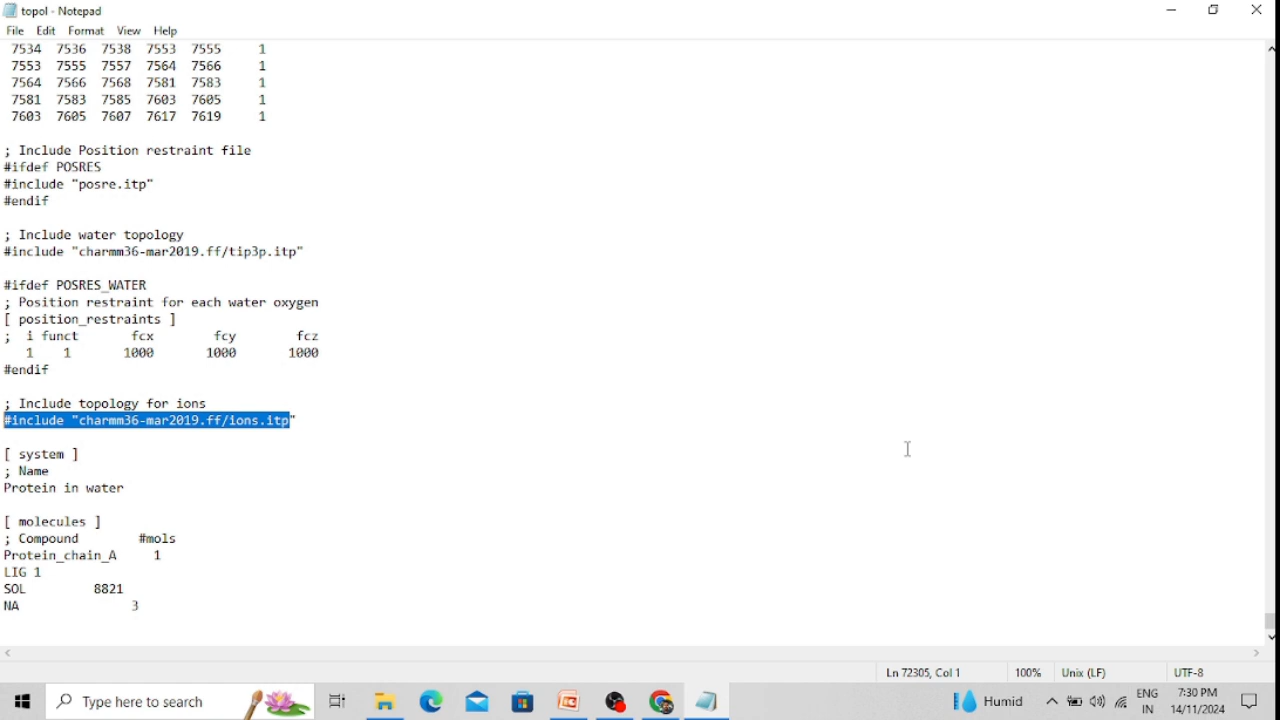 topol - Notepad
File Edit Format View Help
7534 7536 7538 7553 7555 1
7553 7555 7557 7564 7566 1
7564 7566 7568 7581 7583 1
7581 7583 7585 7603 7605 1
7603 7605 7607 7617 7619 1
; Include Position restraint file
#ifdef POSRES
#include "posre.itp"
#endif
; Include water topology
#include "charmm36-mar2019.ff/tip3p.itp"
#ifdef POSRES_WATER
; Position restraint for each water oxygen
[ position_restraints ]
; i funct fcx fcy fcz
1 1 1000 1000 1000
#endif
; Include topology for ions
#include "charmm36-mar2019.ff/ions.itp"
[ system ]
; Name
Protein in water
[ molecules ]
; Compound #mols
Protein_chain_A 1
LIG 1
SOL 8821
NA 3
Ln 72305, Col 1 100% Unix (LF) UTF-8
Type here to search
Humid
ENG
IN
7:30 PM
14/11/2024